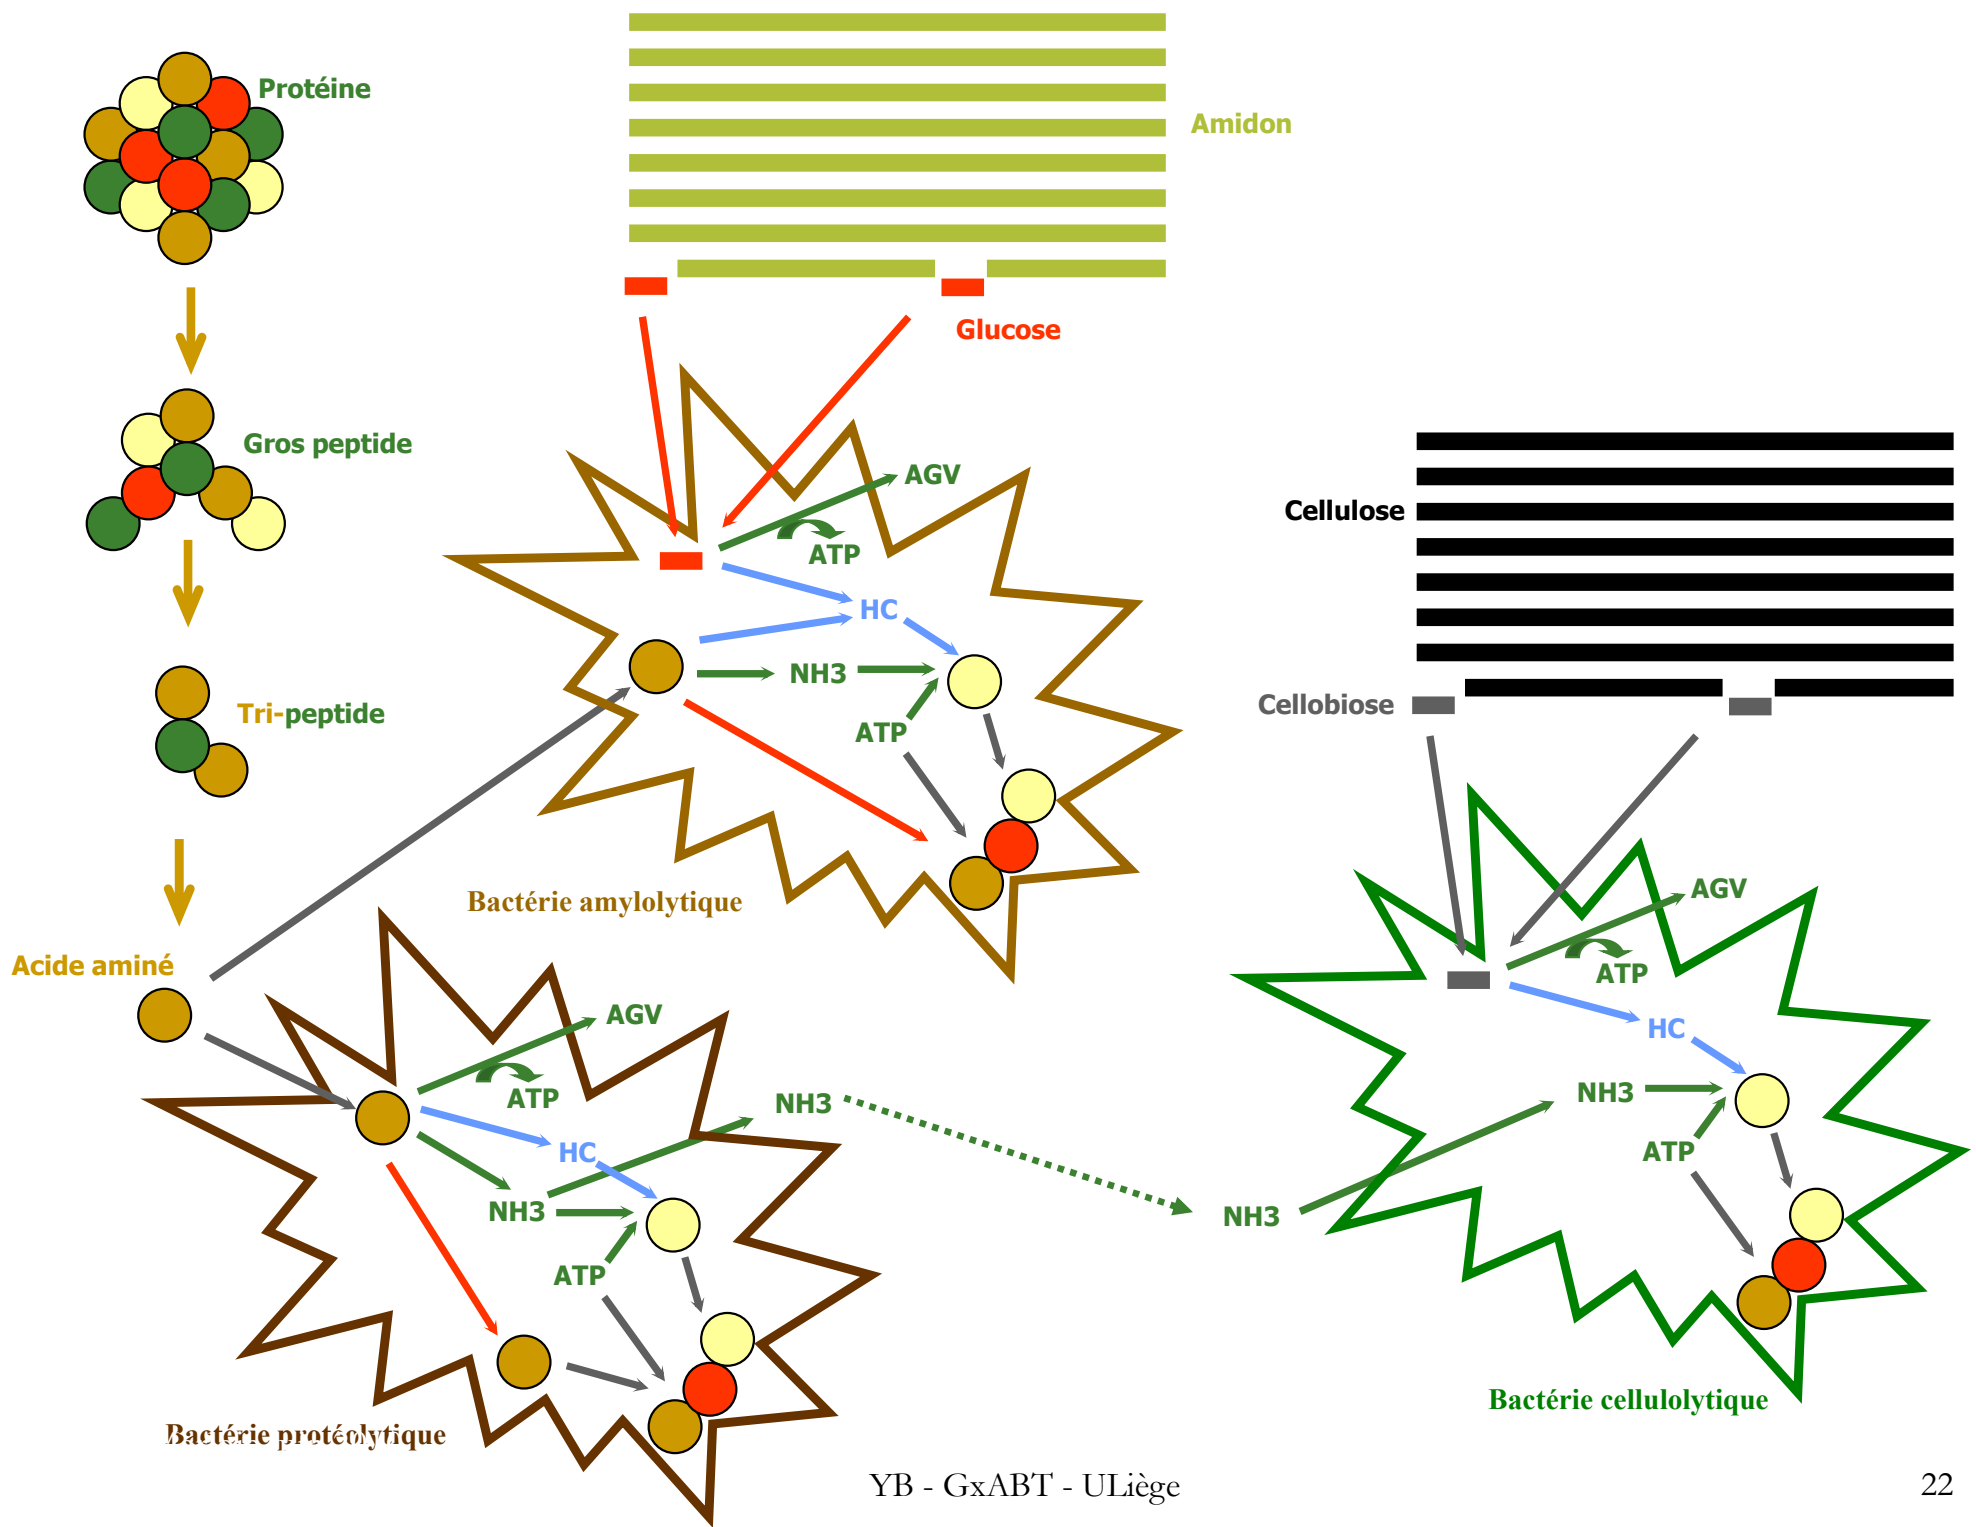 Protéine
Amidon
Glucose
Gros peptide
AGV
ATP
Cellulose
HC
NH3
Cellobiose
Tri-peptide
ATP
Bactérie amylolytique
AGV
Acide aminé
ATP
AGV
HC
ATP
NH3
NH3
HC
ATP
NH3
NH3
ATP
Bactérie cellulolytique
Bactérie protéolytique
YB - GxABT - ULiège
22